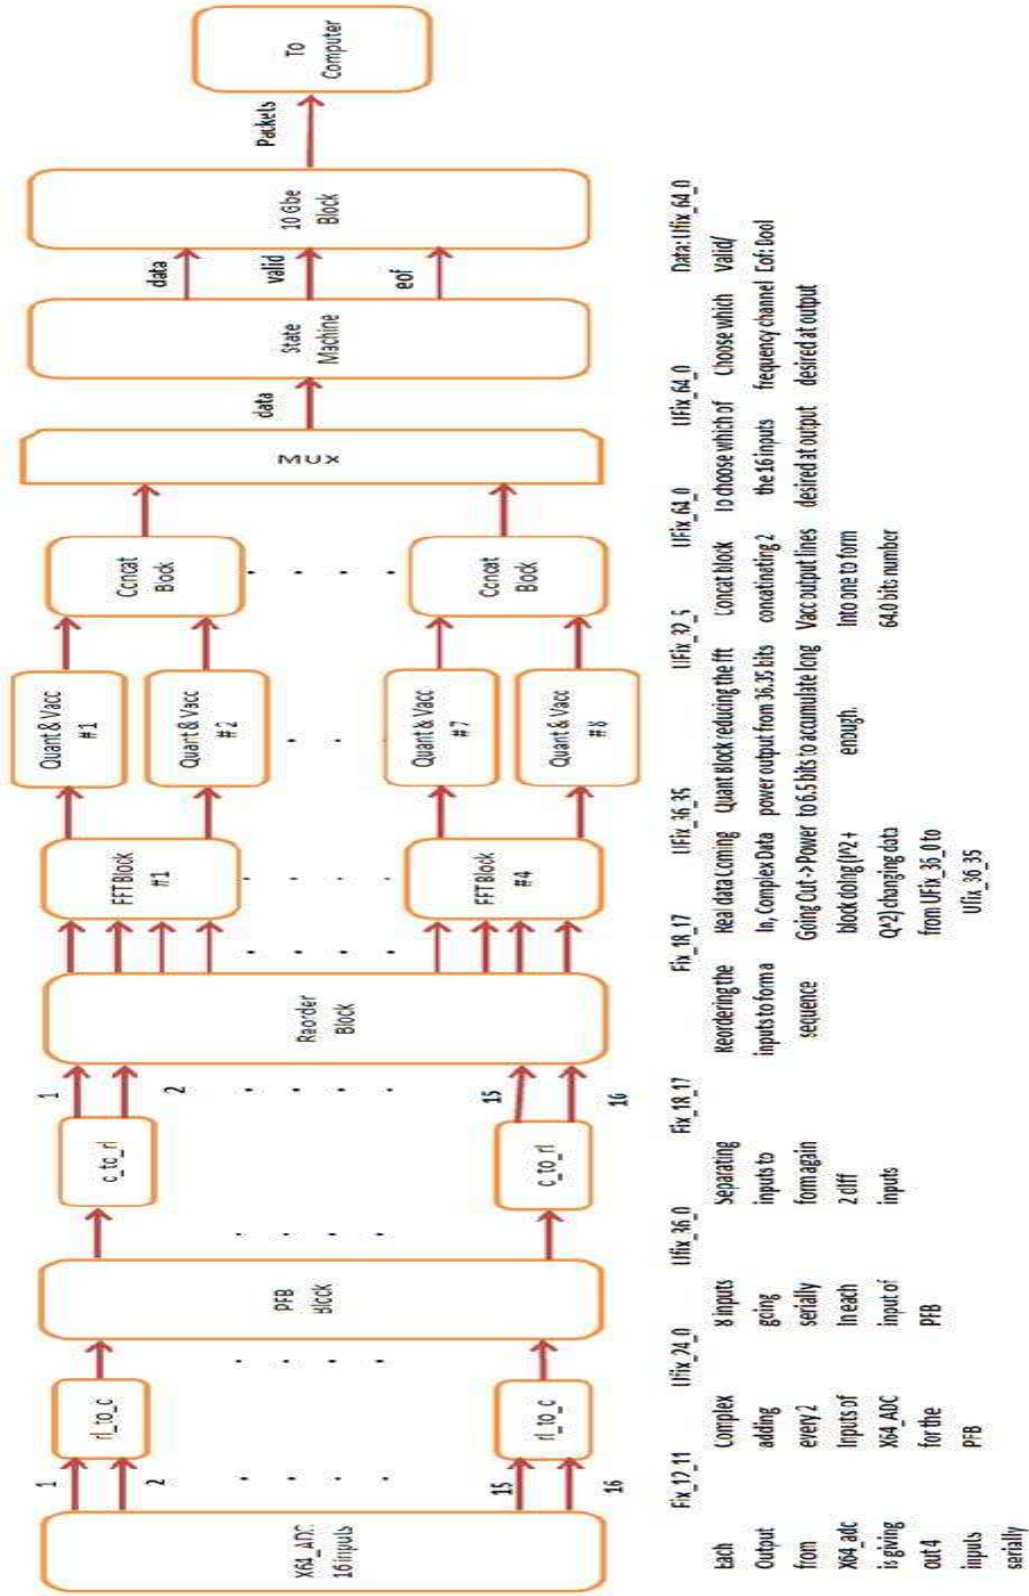 X64_ADC
16 inputs
1
2
15
16
rl_to_c
rl_to_c
PFB
Block
c_to_rl
c_to_rl
1
2
15
16
Reorder
Block
FFT Block
#1
FFT Block
#4
Quant & Vacc
#1
Quant & Vacc
#2
Quant & Vacc
#7
Quant & Vacc
#8
Concat
Block
Concat
Block
MUX
data
State
Machine
data
valid
eof
10 Gbe
Block
Packets
To
Computer
Fix_12_11
Ufix_24_0
Ufix_36_0
Fix_18_17
Fix_18_17
UFix_36_35
UFix_32_5
UFix_64_0
UFix_64_0
Data: Ufix_64_0
Valid/
Eof: Bool
Each
Output
from
X64_adc
is giving
out 4
inputs
serially
Complex
adding
every 2
Inputs of
X64_ADC
for the
PFB
8 inputs
going
serially
In each
input of
PFB
Separating
inputs to
form again
2 diff
inputs
Reordering the
inputs to form a
sequence
Real data Coming
In, Complex Data
Going Out -> Power
block doing (I^2 +
Q^2) changing data
from UFix_36_0 to
Ufix_36_35
Quant Block reducing the fft
power output from 36.35 bits
to 6.5 bits to accumulate long
enough.
Concat block
concatinating 2
Vacc output lines
Into one to form
64.0 bits number
To choose which of
the 16 inputs
desired at output
Choose which
frequency channel
desired at output